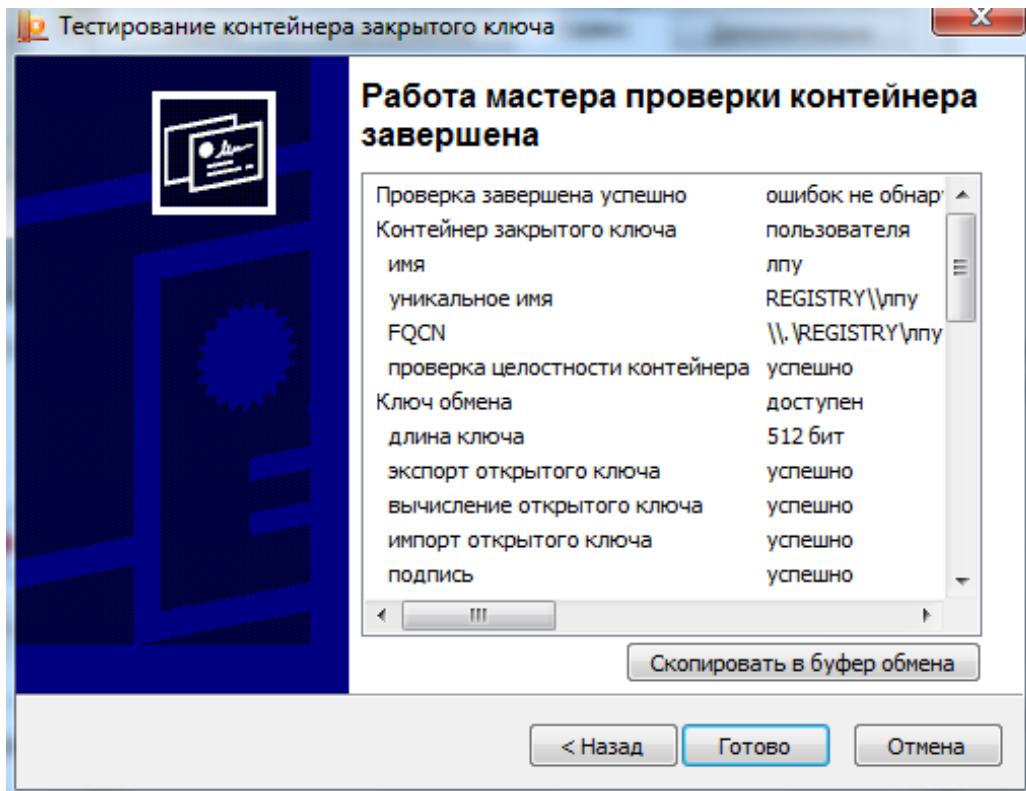 Тестирование контейнера закрытого ключа
Работа мастера проверки контейнера
завершена
Проверка завершена успешно ошибок не обнар
Контейнер закрытого ключа пользователя
имя лпу
уникальное имя REGISTRY\\лпу
FQCN \\.\REGISTRY\лпу
проверка целостности контейнера успешно
Ключ обмена доступен
длина ключа 512 бит
экспорт открытого ключа успешно
вычисление открытого ключа успешно
импорт открытого ключа успешно
подпись успешно
Скопировать в буфер обмена
< Назад Готово Отмена